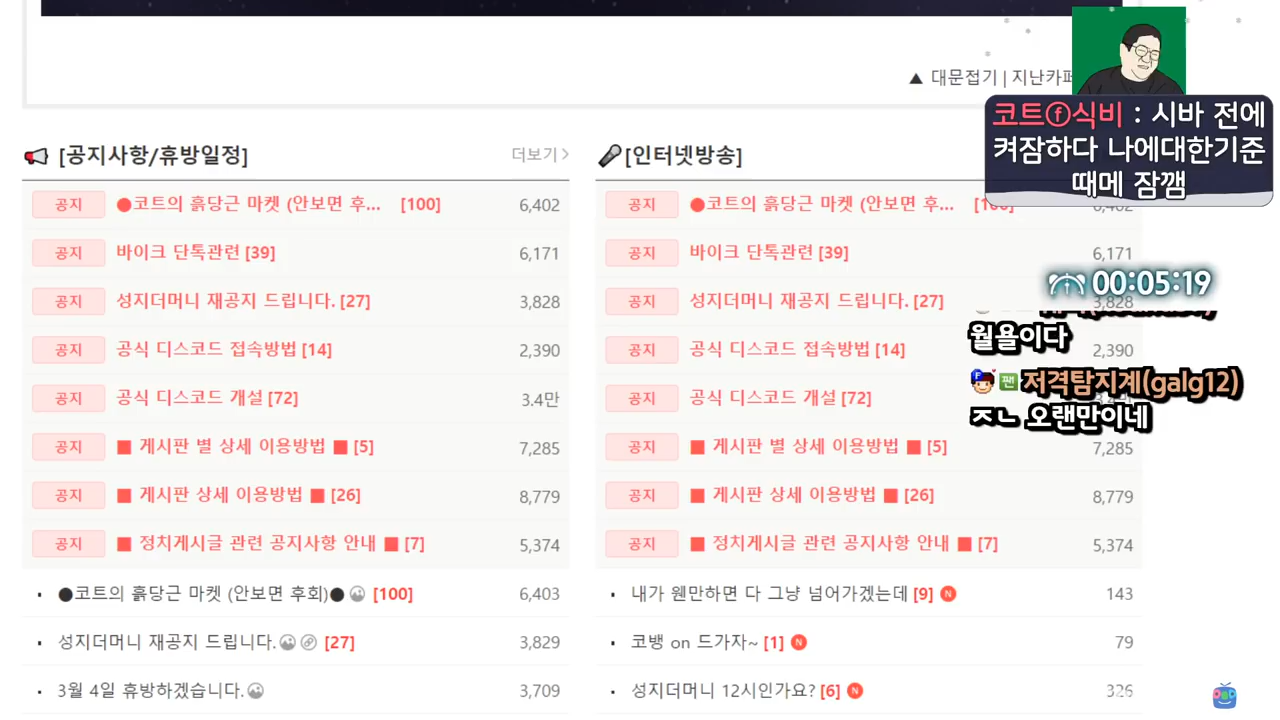 ▲ 대문접기 | 지난카페
코트ⓕ식비 : 시바 전에
켜잠하다 나에대한기준
때메 잠깸
[공지사항/휴방일정] 더보기 >
공지 ●코트의 흙당근 마켓 (안보면 후... [100] 6,402
공지 바이크 단톡관련 [39] 6,171
공지 성지더머니 재공지 드립니다. [27] 3,828
공지 공식 디스코드 접속방법 [14] 2,390
공지 공식 디스코드 개설 [72] 3.4만
공지 ■ 게시판 별 상세 이용방법 ■ [5] 7,285
공지 ■ 게시판 상세 이용방법 ■ [26] 8,779
공지 ■ 정치게시글 관련 공지사항 안내 ■ [7] 5,374
· ●코트의 흙당근 마켓 (안보면 후회)● [100] 6,403
· 성지더머니 재공지 드립니다. [27] 3,829
· 3월 4일 휴방하겠습니다. 3,709
[인터넷방송]
공지 ●코트의 흙당근 마켓 (안보면 후... [100] 6,402
공지 바이크 단톡관련 [39] 6,171
공지 성지더머니 재공지 드립니다. [27] 3,828
공지 공식 디스코드 접속방법 [14] 2,390
공지 공식 디스코드 개설 [72]
공지 ■ 게시판 별 상세 이용방법 ■ [5] 7,285
공지 ■ 게시판 상세 이용방법 ■ [26] 8,779
공지 ■ 정치게시글 관련 공지사항 안내 ■ [7] 5,374
· 내가 웬만하면 다 그냥 넘어가겠는데 [9] N 143
· 코뱅 on 드가자~ [1] N 79
· 성지더머니 12시인가요? [6] N 326
00:05:19
월욜이다
F 팬 저격탐지계(galg12)
ㅈㄴ 오랜만이네